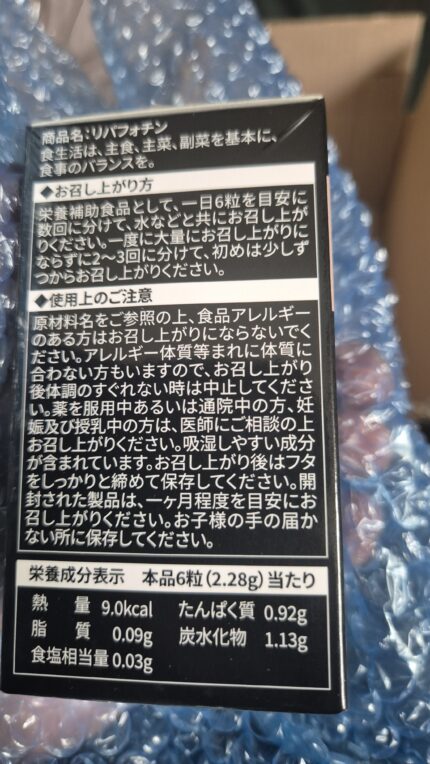 商品名:リパフォチン
食生活は、主食、主菜、副菜を基本に、
食事のバランスを。
◆お召し上がり方
栄養補助食品として、一日6粒を目安に
数回に分けて、水などと共にお召し上が
りください。一度に大量にお召し上がりに
ならずに2〜3回に分けて、初めは少しず
つからお召し上がりください。
◆使用上のご注意
原材料名をご参照の上、食品アレルギー
のある方はお召し上がりにならないでく
ださい。アレルギー体質等まれに体質に
合わない方もいますので、お召し上がり
後体調のすぐれない時は中止してくださ
い。薬を服用中あるいは通院中の方、妊
娠及び授乳中の方は、医師にご相談の上
お召し上がりください。吸湿しやすい成分
が含まれています。お召し上がり後はフタ
をしっかりと締めて保存してください。開
封された製品は、一ヶ月程度を目安にお
召し上がりください。お子様の手の届か
ない所に保存してください。
栄養成分表示 本品6粒(2.28g)当たり
熱量 9.0kcal たんぱく質 0.92g
脂質 0.09g 炭水化物 1.13g
食塩相当量 0.03g